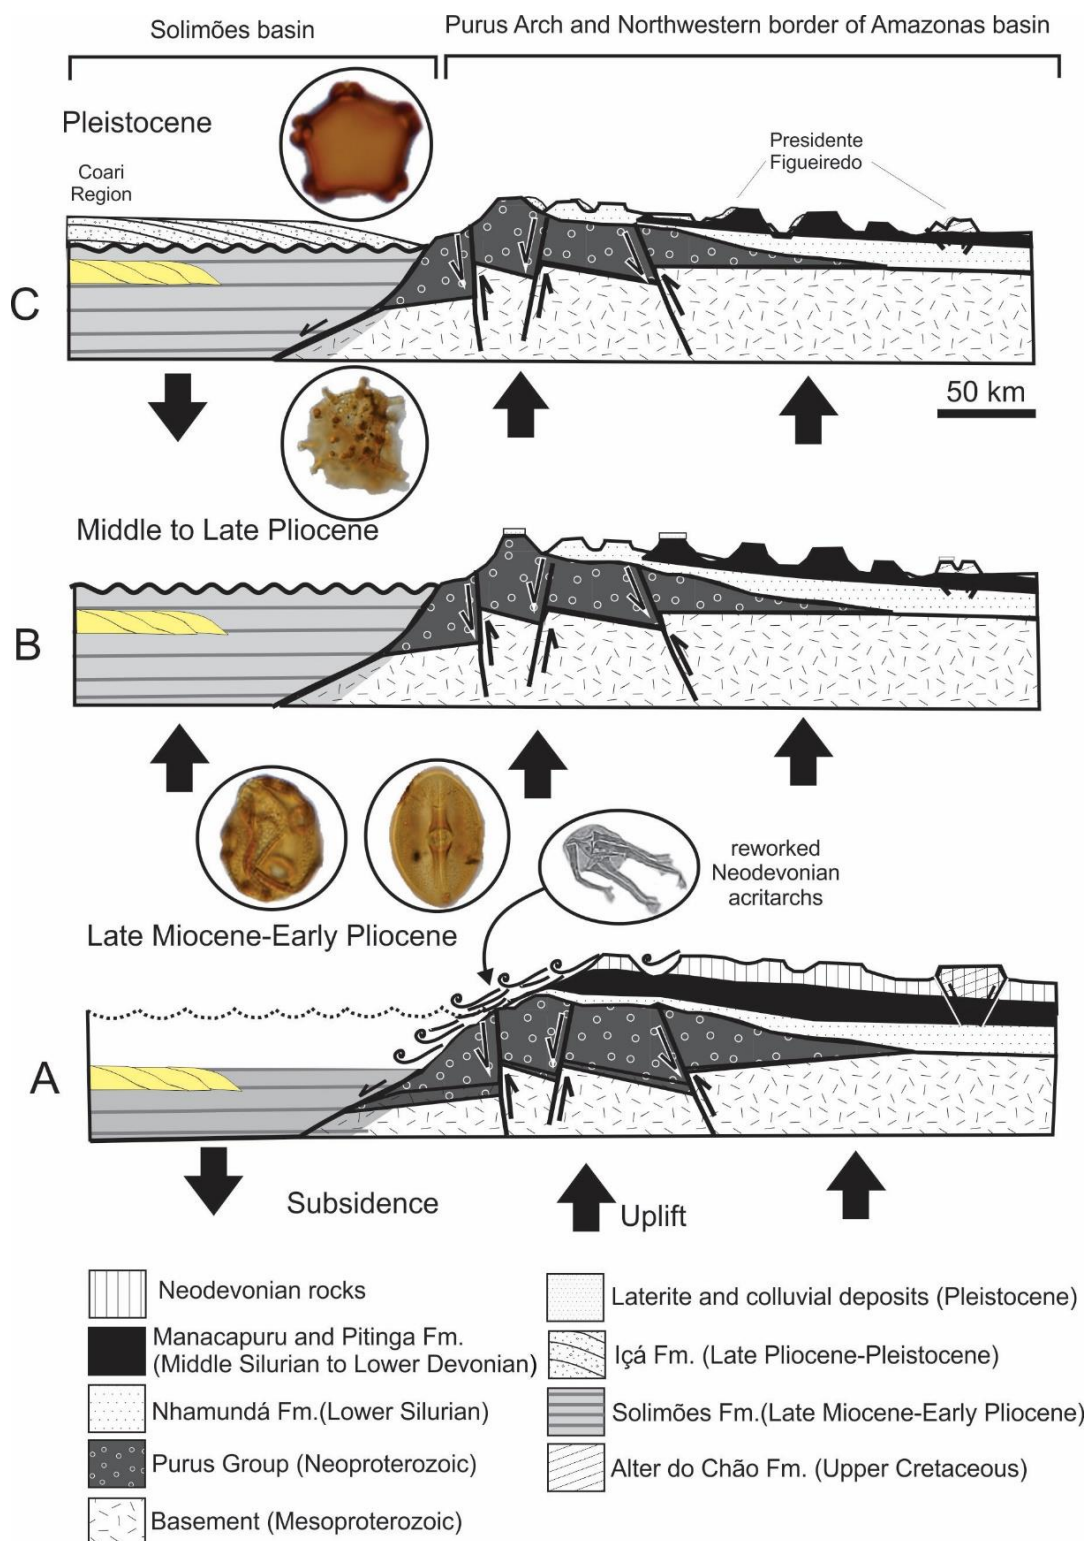 Solimões basin
Purus Arch and Northwestern border of Amazonas basin
Pleistocene
Coari
Region
Presidente
Figueiredo
C
50 km
Middle to Late Pliocene
B
reworked
Neodevonian
acritarchs
Late Miocene-Early Pliocene
A
Subsidence
Uplift
Neodevonian rocks
Manacapuru and Pitinga Fm.
(Middle Silurian to Lower Devonian)
Nhamundá Fm.(Lower Silurian)
Purus Group (Neoproterozoic)
Basement (Mesoproterozoic)
Laterite and colluvial deposits (Pleistocene)
Içá Fm. (Late Pliocene-Pleistocene)
Solimões Fm.(Late Miocene-Early Pliocene)
Alter do Chão Fm. (Upper Cretaceous)